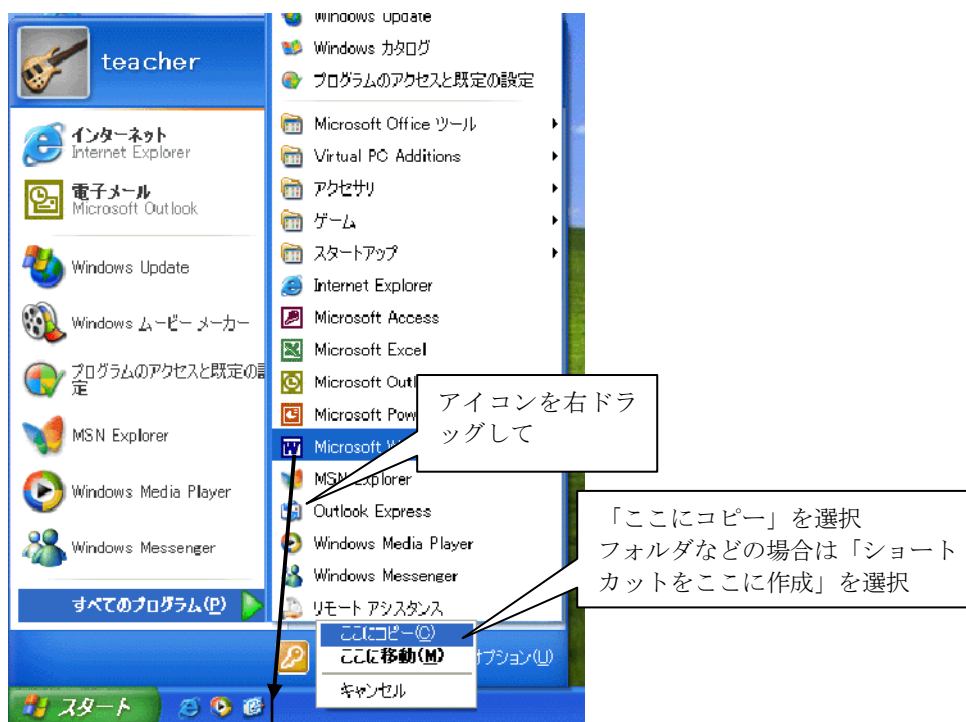 teacher
インターネット
Internet Explorer
電子メール
Microsoft Outlook
Windows Update
Windows ムービー メーカー
プログラムのアクセスと既定の設
定
MSN Explorer
Windows Media Player
Windows Messenger
すべてのプログラム(P)
Windows Update
Windows カタログ
プログラムのアクセスと既定の設定
Microsoft Office ツール
Virtual PC Additions
アクセサリ
ゲーム
スタートアップ
Internet Explorer
Microsoft Access
Microsoft Excel
Microsoft Outl
Microsoft Pow
Microsoft W
MSN Explorer
Outlook Express
Windows Media Player
Windows Messenger
リモート アシスタンス
アイコンを右ドラ
ッグして
「ここにコピー」を選択
フォルダなどの場合は「ショート
カットをここに作成」を選択
ここにコピー(C)
ここに移動(M)
キャンセル
オプション(U)
スタート